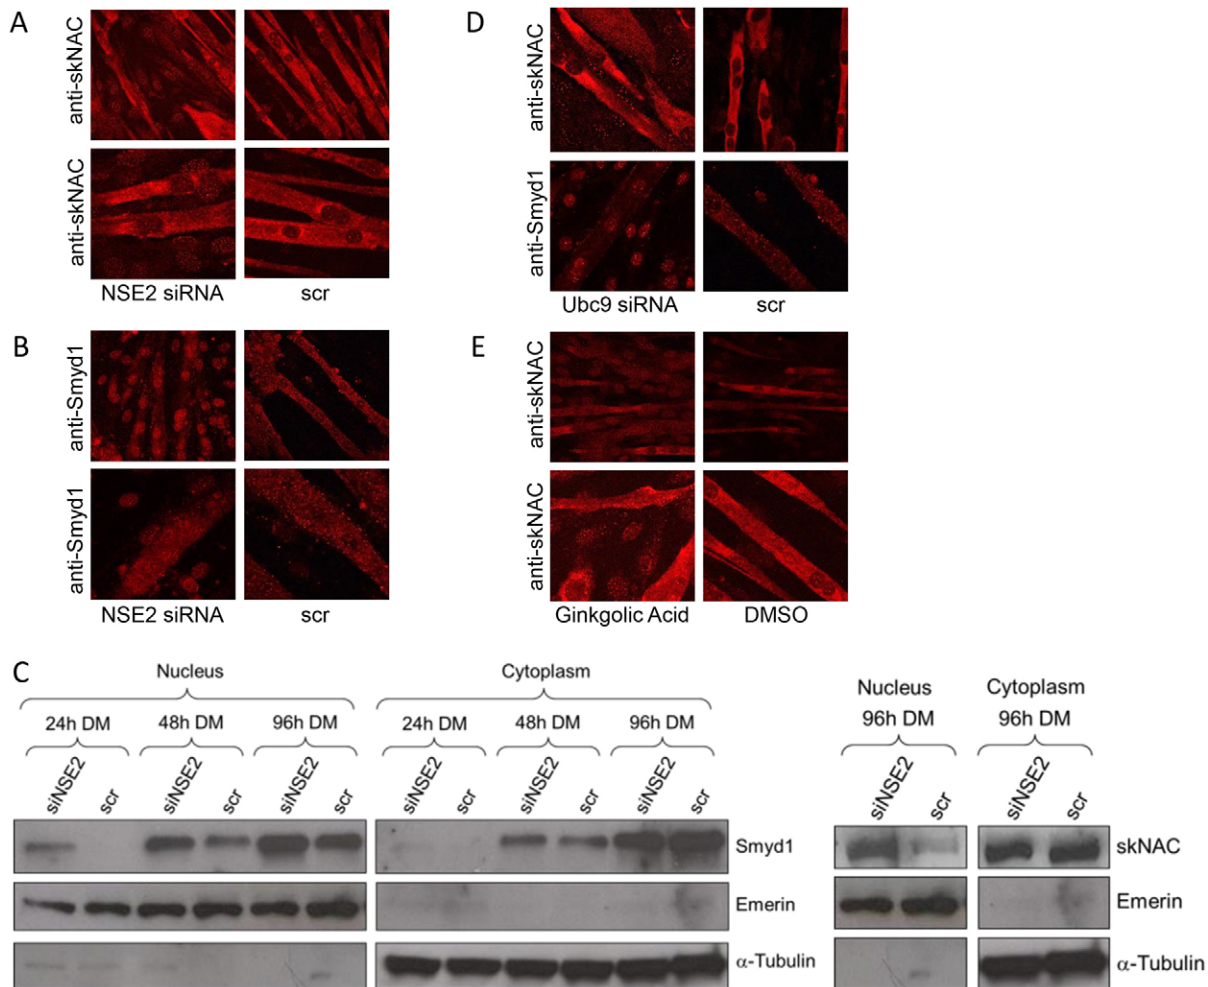 A
anti-skNAC
anti-skNAC
NSE2 siRNA scr
B
anti-Smyd1
anti-Smyd1
NSE2 siRNA scr
D
anti-skNAC
anti-Smyd1
Ubc9 siRNA scr
E
anti-skNAC
anti-skNAC
Ginkgolic Acid DMSO
C
Nucleus Cytoplasm
24h DM 48h DM 96h DM 24h DM 48h DM 96h DM
siNSE2 scr siNSE2 scr siNSE2 scr siNSE2 scr siNSE2 scr siNSE2 scr
Smyd1
Emerin
α-Tubulin
Nucleus Cytoplasm
96h DM 96h DM
siNSE2 scr siNSE2 scr
skNAC
Emerin
α-Tubulin